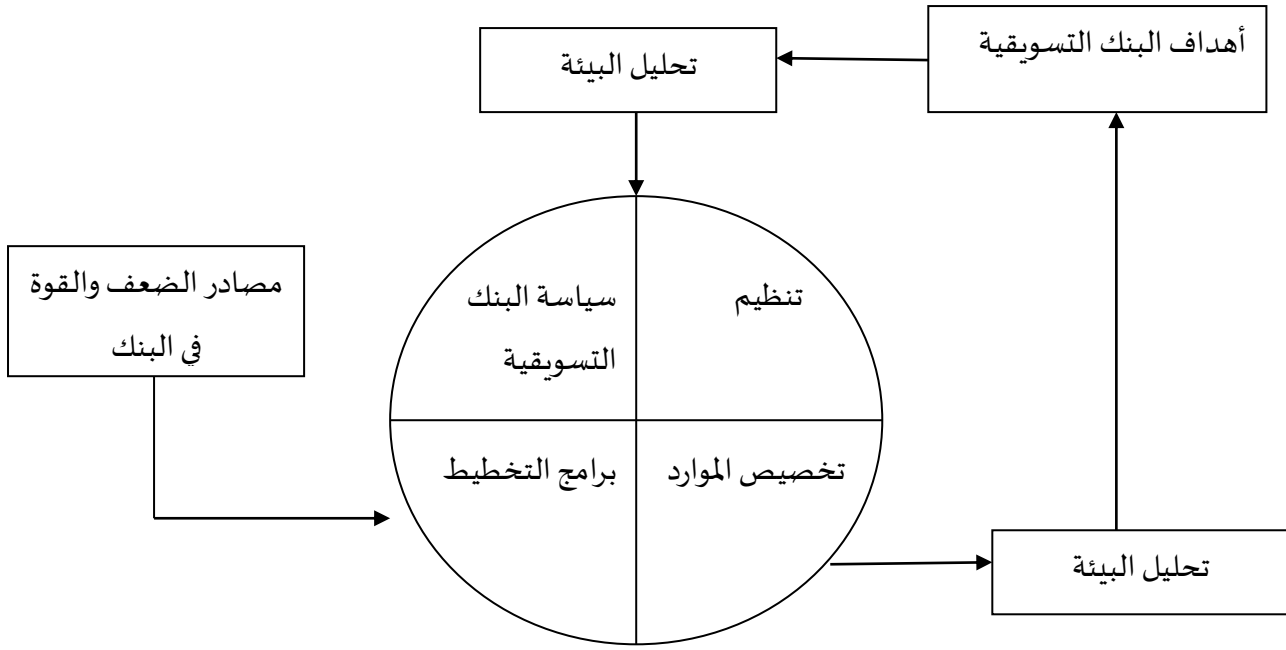 أهداف البنك التسويقية
تحليل البيئة
مصادر الضعف والقوة
في البنك
تنظيم
سياسة البنك
التسويقية
تخصيص الموارد
برامج التخطيط
تحليل البيئة